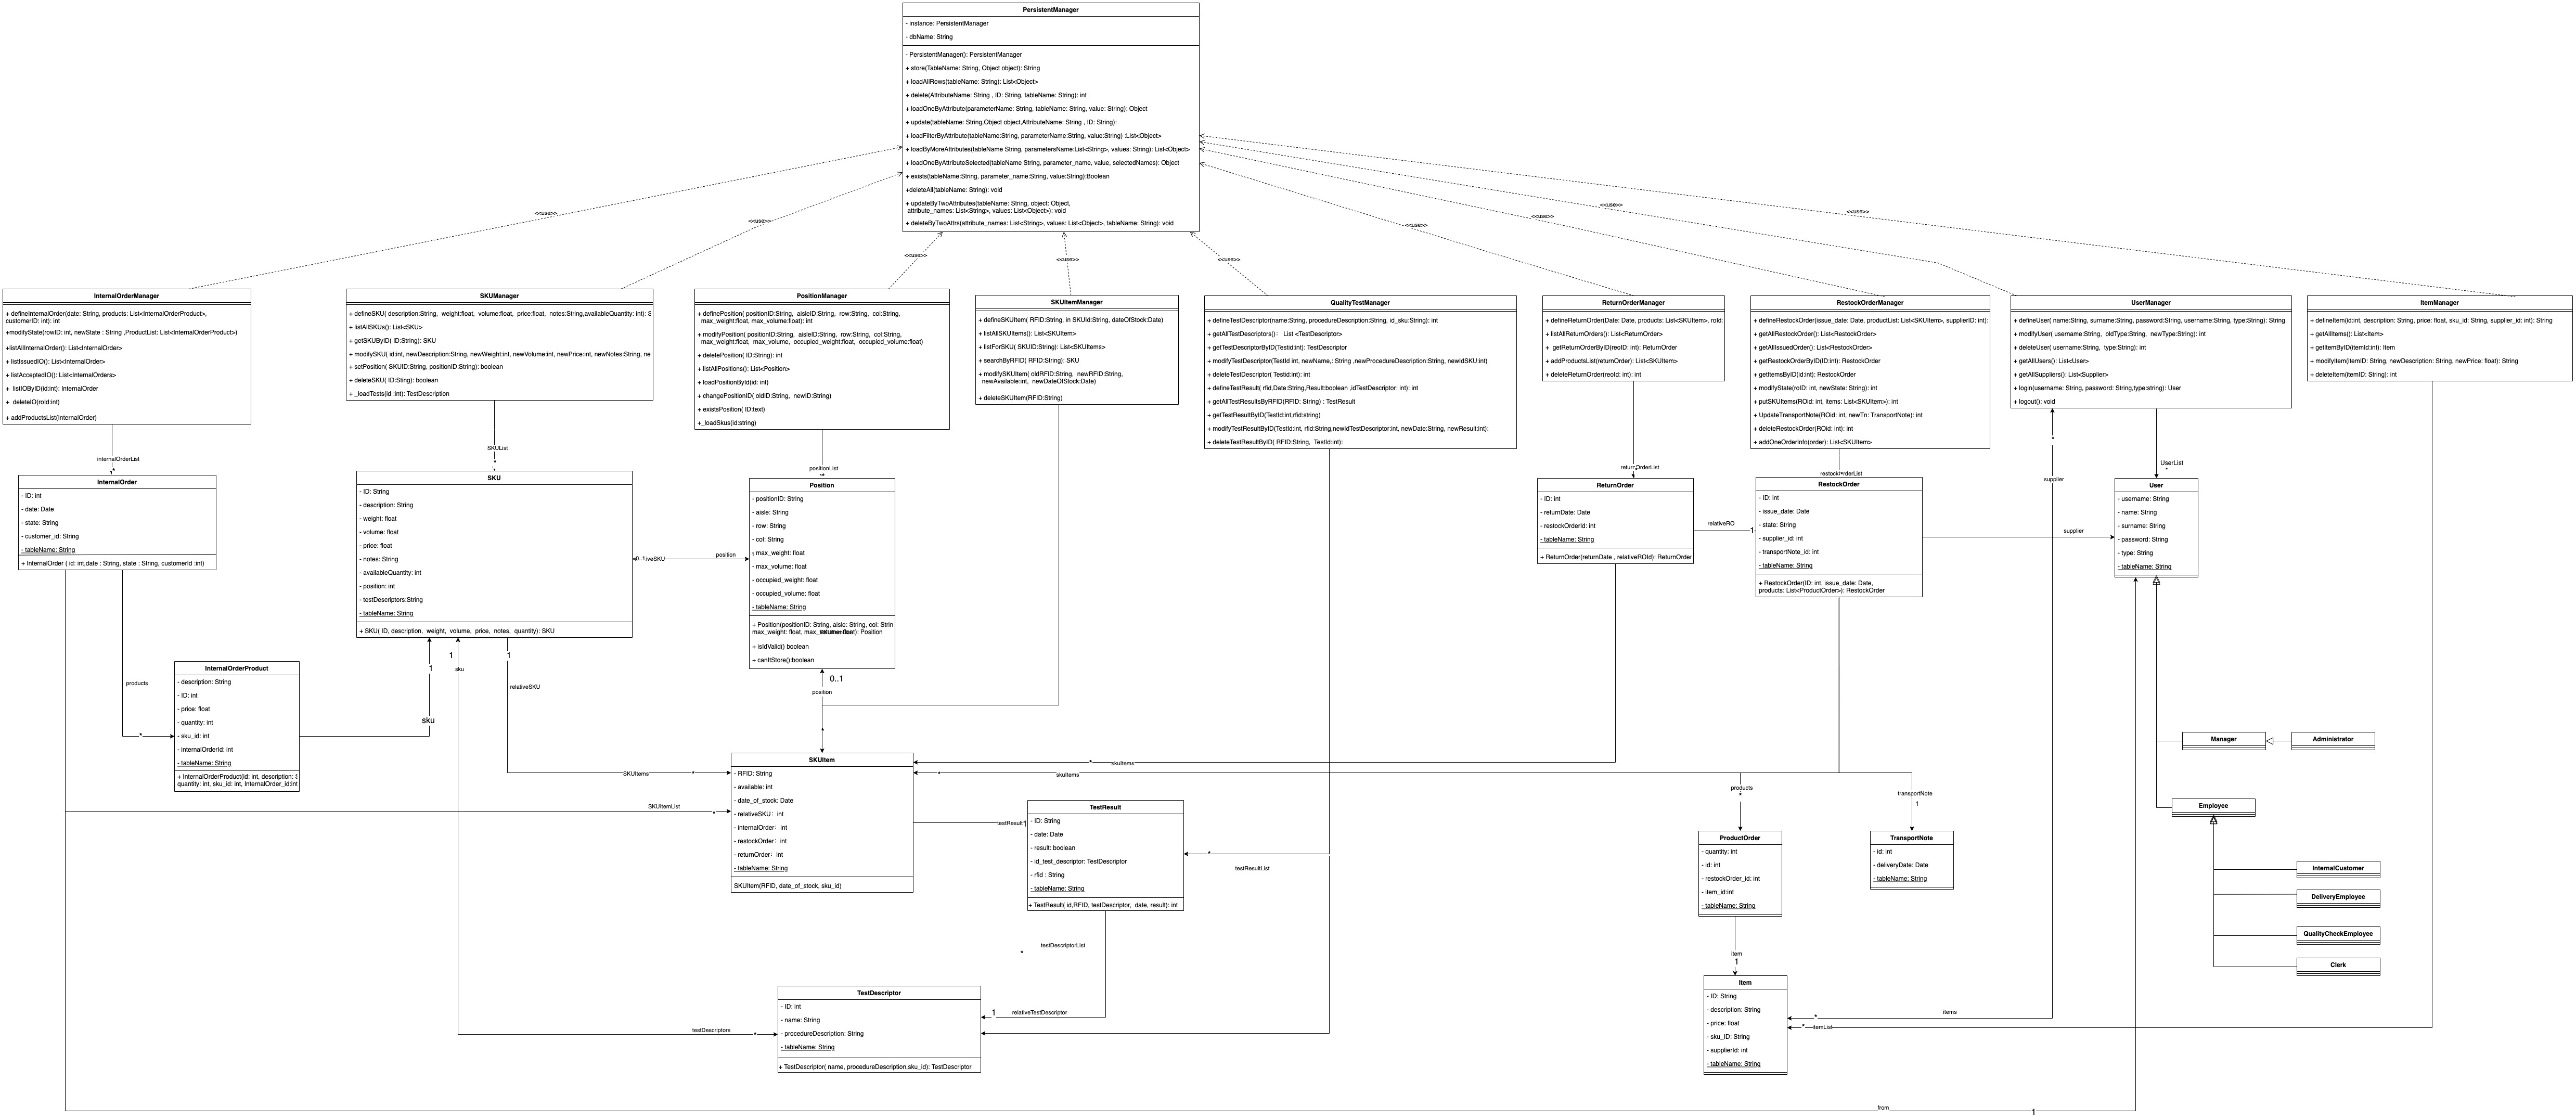 PersistentManager
- instance: PersistentManager
- dbName: String
- PersistentManager(): PersistentManager
+ store(TableName: String, Object object): String
+ loadAllRows(tableName: String): List<Object>
+ delete(AttributeName: String , ID: String, tableName: String): int
+ loadOneByAttribute(parameterName: String, tableName: String, value: String): Object
+ update(tableName: String,Object object,AttributeName: String , ID: String):
+ loadFilterByAttribute(tableName:String, parameterName:String, value:String) :List<Object>
+ loadByMoreAttributes(tableName String, parametersName:List<String>, values: String): List<Object>
+ loadOneByAttributeSelected(tableName String, parameter_name, value, selectedNames): Object
+ exists(tableName:String, parameter_name:String, value:String):Boolean
+deleteAll(tableName: String): void
+ updateByTwoAttributes(tableName: String, object: Object,
attribute_names: List<String>, values: List<Object>): void
+ deleteByTwoAttrs(attribute_names: List<String>, values: List<Object>, tableName: String): void
<<use>>
<<use>>
<<use>>
<<use>>
<<use>>
<<use>>
<<use>>
<<use>>
<<use>>
InternalOrderManager
+ defineInternalOrder(date: String, products: List<InternalOrderProduct>,
customerID: int): int
+modifyState(rowID: int, newState : String ,ProductList: List<InternalOrderProduct>)
+listAllInternalOrder(): List<InternalOrder>
+ listIssuedIO(): List<InternalOrder>
+ listAcceptedIO(): List<InternalOrders>
+ listIOByID(id:int): InternalOrder
+ deleteIO(roId:int)
+ addProductsList(InternalOrder)
SKUManager
+ defineSKU( description:String, weight:float, volume:float, price:float, notes:String,availableQuantity: int): S
+ listAllSKUs(): List<SKU>
+ getSKUByID( ID:String): SKU
+ modifySKU( id:int, newDescription:String, newWeight:int, newVolume:int, newPrice:int, newNotes:String, ne
+ setPosition( SKUID:String, positionID:String): boolean
+ deleteSKU( ID:String): boolean
+ _loadTests(id :int): TestDescription
PositionManager
+ definePosition( positionID:String, aisleID:String, row:String, col:String,
max_weight:float, max_volume:float): int
+ modifyPosition( positionID:String, aisleID:String, row:String, col:String,
max_weight:float, max_volume, occupied_weight:float, occupied_volume:float)
+ deletePosition( ID:String): int
+ listAllPositions(): List<Position>
+ loadPositionById(id: int)
+ changePositionID( oldID:String, newID:String)
+ existsPosition( ID:text)
+_loadSkus(id:string)
SKUItemManager
+ defineSKUItem( RFID:String, in SKUId:String, dateOfStock:Date)
+ listAllSKUItems(): List<SKUItem>
+ listForSKU( SKUID:String): List<SKUItems>
+ searchByRFID( RFID:String): SKU
+ modifySKUItem( oldRFID:String, newRFID:String,
newAvailable:int, newDateOfStock:Date)
+ deleteSKUItem(RFID:String)
QualityTestManager
+ defineTestDescriptor(name:String, procedureDescription:String, id_sku:String): int
+ getAllTestDescriptors(): List <TestDescriptor>
+ getTestDescriptorByID(TestId:int): TestDescriptor
+ modifyTestDescriptor(TestId int, newName,: String ,newProcedureDescription:String, newIdSKU:int)
+ deleteTestDescriptor( TestId:int): int
+ defineTestResult( rfid,Date:String,Result:boolean ,idTestDescriptor: int): int
+ getAllTestResultsByRFID(RFID: String) : TestResult
+ getTestResultByID(TestId:int,rfid:string)
+ modifyTestResultByID(TestId:int, rfid:String,newIdTestDescriptor:int, newDate:String, newResult:int):
+ deleteTestResultByID( RFID:String, TestId:int):
ReturnOrderManager
+ defineReturnOrder(Date: Date, products: List<SKUItem>, roId:
+ listAllReturnOrders(): List<ReturnOrder>
+ getReturnOrderByID(reoID: int): ReturnOrder
+ addProductsList(returnOrder): List<SKUItem>
+ deleteReturnOrder(reoId: int): int
RestockOrderManager
+ defineRestockOrder(issue_date: Date, productList: List<SKUItem>, supplierID: int):
+ getAllRestockOrder(): List<RestockOrder>
+ getAllIssuedOrder(): List<RestockOrder>
+ getRestockOrderByID(ID:int): RestockOrder
+ getItemsByID(id:int): RestockOrder
+ modifyState(roID: int, newState: String): int
+ putSKUItems(ROid: int, items: List<SKUItem>): int
+ UpdateTransportNote(ROid: int, newTn: TransportNote): int
+ deleteRestockOrder(ROId: int): int
+ addOneOrderInfo(order): List<SKUItem>
UserManager
+ defineUser( name:String, surname:String, password:String, username:String, type:String): String
+ modifyUser( username:String, oldType:String, newType:String): int
+ deleteUser( username:String, type:String): int
+ getAllUsers(): List<User>
+ getAllSuppliers(): List<Supplier>
+ login(username: String, password: String,type:string): User
+ logout(): void
ItemManager
+ defineItem(id:int, description: String, price: float, sku_id: String, supplier_id: int): String
+ getAllItems(): List<Item>
+ getItemByID(itemId:int): Item
+ modifyItem(itemID: String, newDescription: String, newPrice: float): String
+ deleteItem(itemID: String): int
internalOrderList
*
SKUList
*
positionList
*
returnOrderList
*
restockOrderList
*
supplier
UserList
*
InternalOrder
- ID: int
- date: Date
- state: String
- customer_id: String
- tableName: String
+ InternalOrder ( id: int,date : String, state : String, customerId :int)
SKU
- ID: String
- description: String
- weight: float
- volume: float
- price: float
- notes: String
- availableQuantity: int
- position: int
- testDescriptors:String
- tableName: String
+ SKU( ID, description, weight, volume, price, notes, quantity): SKU
0..1
iveSKU
position
1
Position
- positionID: String
- aisle: String
- row: String
- col: String
max_weight: float
- max_volume: float
- occupied_weight: float
- occupied_volume: float
- tableName: String
+ Position(positionID: String, aisle: String, col: Strin
max_weight: float, max_volume: float): Position
+ isIdValid() boolean
+ canItStore():boolean
ReturnOrder
- ID: int
- returnDate: Date
- restockOrderId: int
- tableName: String
+ ReturnOrder(returnDate , relativeROId): ReturnOrder
relativeRO
1
RestockOrder
- ID: int
- issue_date: Date
- state: String
- supplier_id: int
- transportNote_id: int
- tableName: String
+ RestockOrder(ID: int, issue_date: Date,
products: List<ProductOrder>): RestockOrder
supplier
User
- username: String
- name: String
- surname: String
- password: String
- type: String
- tableName: String
InternalOrderProduct
- description: String
- ID: int
- price: float
- quantity: int
- sku_id: int
- internalOrderId: int
- tableName: String
+ InternalOrderProduct(id: int, description: S
quantity: int, sku_id: int, InternalOrder_id:int
products
*
1
sku
1
sku
1
relativeSKU
0..1
position
*
SKUItems
*
SKUItemList
*
SKUItem
- RFID: String
- available: int
- date_of_stock: Date
- relativeSKU: int
- internalOrder: int
- restockOrder: int
- returnOrder: int
- tableName: String
SKUItem(RFID, date_of_stock, sku_id)
* skuItems
* skuItems
testResult
1
TestResult
- ID: String
- date: Date
- result: boolean
- id_test_descriptor: TestDescriptor
- rfid : String
- tableName: String
+ TestResult( id,RFID, testDescriptor, date, result): int
*
testResultList
products
*
transportNote
1
ProductOrder
- quantity: int
- id: int
- restockOrder_id: int
- item_id:int
- tableName: String
TransportNote
- id: int
- deliveryDate: Date
- tableName: String
Manager
Administrator
Employee
InternalCustomer
DeliveryEmployee
QualityCheckEmployee
Clerk
testDescriptorList
*
item
1
Item
- ID: String
- description: String
- price: float
- sku_ID: String
- supplierId: int
- tableName: String
* items
* itemList
TestDescriptor
- ID: int
- name: String
- procedureDescription: String
- tableName: String
+ TestDescriptor( name, procedureDescription,sku_id): TestDescriptor
1
relativeTestDescriptor
testDescriptors
*
from
1